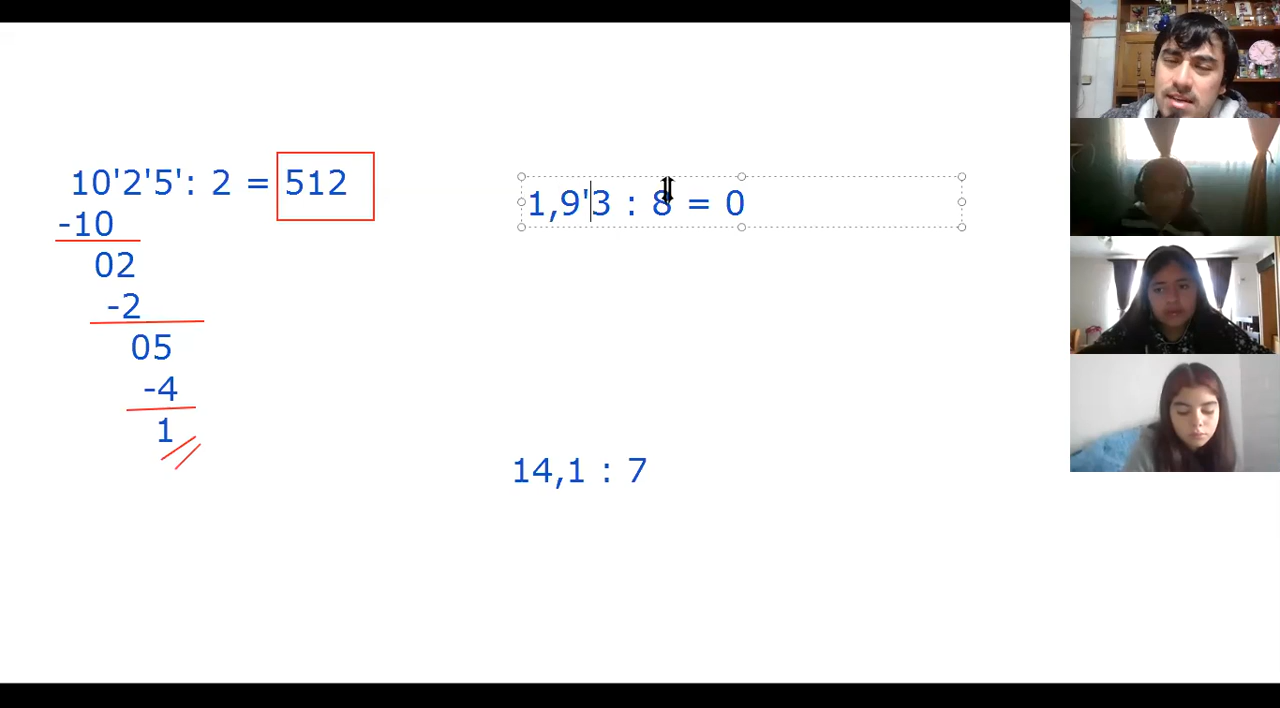 10'2'5': 2 = 512
-10
02
-2
05
-4
1
1,9'3 : 8 = 0
14,1 : 7